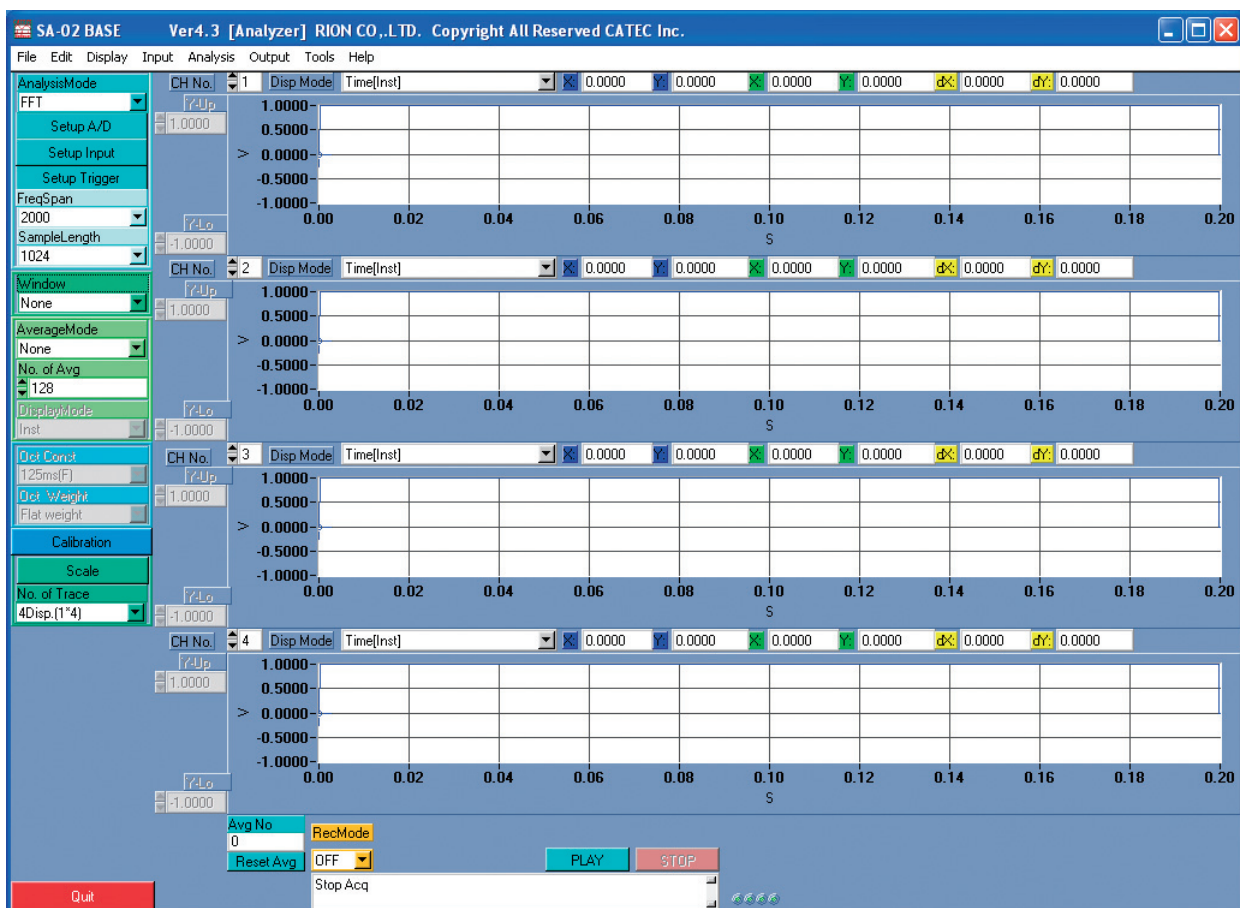 SA-02 BASE Ver4.3 [Analyzer] RION CO,.LTD. Copyright All Reserved CATEC Inc.
File Edit Display Input Analysis Output Tools Help
AnalysisMode
FFT
Setup A/D
Setup Input
Setup Trigger
FreqSpan
2000
SampleLength
1024
Window
None
AverageMode
None
No. of Avg
128
DisplayMode
Inst
Oct Const
125ms(F)
Oct Weight
Flat weight
Calibration
Scale
No. of Trace
4Disp.(1*4)
Quit
CH No. 1 Disp Mode Time[Inst] X: 0.0000 Y: 0.0000 X: 0.0000 Y: 0.0000 dX: 0.0000 dY: 0.0000
Y-Up
1.0000
1.0000
0.5000
V 0.0000
-0.5000
-1.0000
0.00 0.02 0.04 0.06 0.08 0.10 0.12 0.14 0.16 0.18 0.20
Y-Lo
-1.0000
S
CH No. 2 Disp Mode Time[Inst] X: 0.0000 Y: 0.0000 X: 0.0000 Y: 0.0000 dX: 0.0000 dY: 0.0000
Y-Up
1.0000
1.0000
0.5000
V 0.0000
-0.5000
-1.0000
0.00 0.02 0.04 0.06 0.08 0.10 0.12 0.14 0.16 0.18 0.20
Y-Lo
-1.0000
S
CH No. 3 Disp Mode Time[Inst] X: 0.0000 Y: 0.0000 X: 0.0000 Y: 0.0000 dX: 0.0000 dY: 0.0000
Y-Up
1.0000
1.0000
0.5000
V 0.0000
-0.5000
-1.0000
0.00 0.02 0.04 0.06 0.08 0.10 0.12 0.14 0.16 0.18 0.20
Y-Lo
-1.0000
S
CH No. 4 Disp Mode Time[Inst] X: 0.0000 Y: 0.0000 X: 0.0000 Y: 0.0000 dX: 0.0000 dY: 0.0000
Y-Up
1.0000
1.0000
0.5000
V 0.0000
-0.5000
-1.0000
0.00 0.02 0.04 0.06 0.08 0.10 0.12 0.14 0.16 0.18 0.20
Y-Lo
-1.0000
S
Avg No
0
Reset Avg
RecMode
OFF
PLAY STOP
Stop Acq